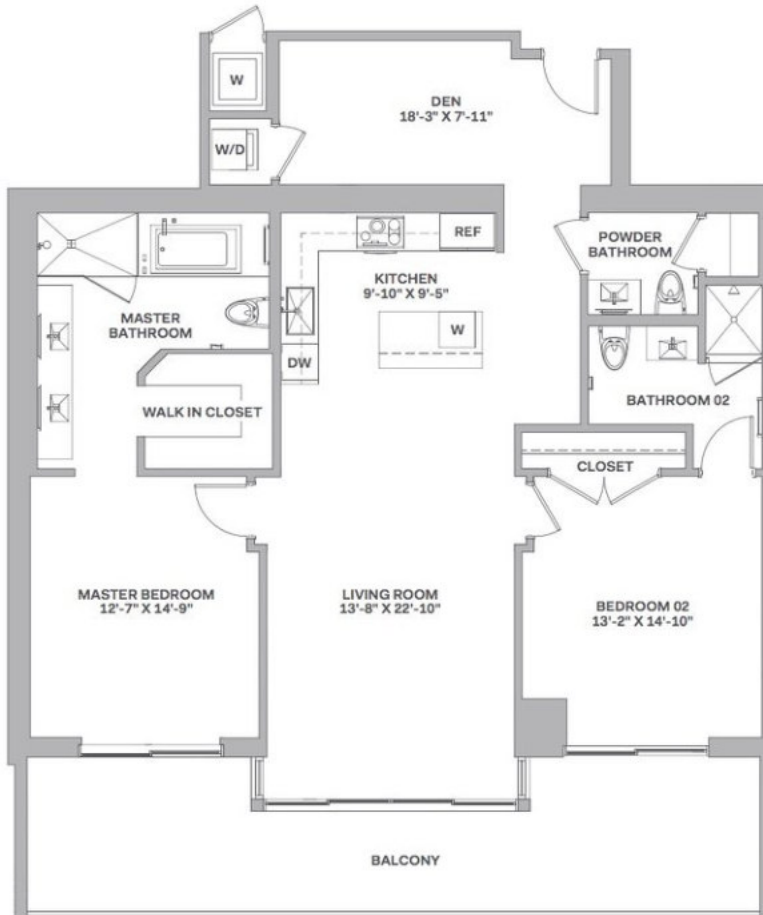 W
DEN
18'-3" X 7'-11"
W/D
REF
POWDER
BATHROOM
KITCHEN
9'-10" X 9'-5"
MASTER
BATHROOM
W
DW
WALK IN CLOSET
BATHROOM 02
CLOSET
MASTER BEDROOM
12'-7" X 14'-9"
LIVING ROOM
13'-8" X 22'-10"
BEDROOM 02
13'-2" X 14'-10"
BALCONY